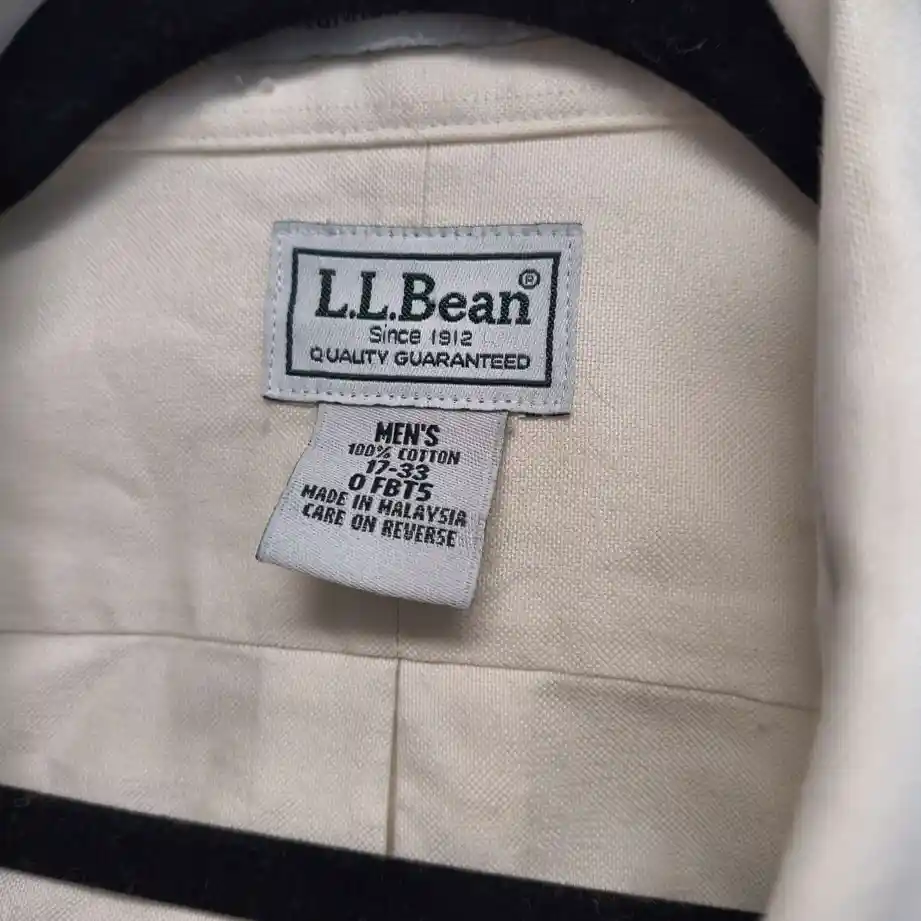 L.L.Bean®
Since 1912
QUALITY GUARANTEED
MEN'S
100% COTTON
17-33
0 FBT5
MADE IN MALAYSIA
CARE ON REVERSE